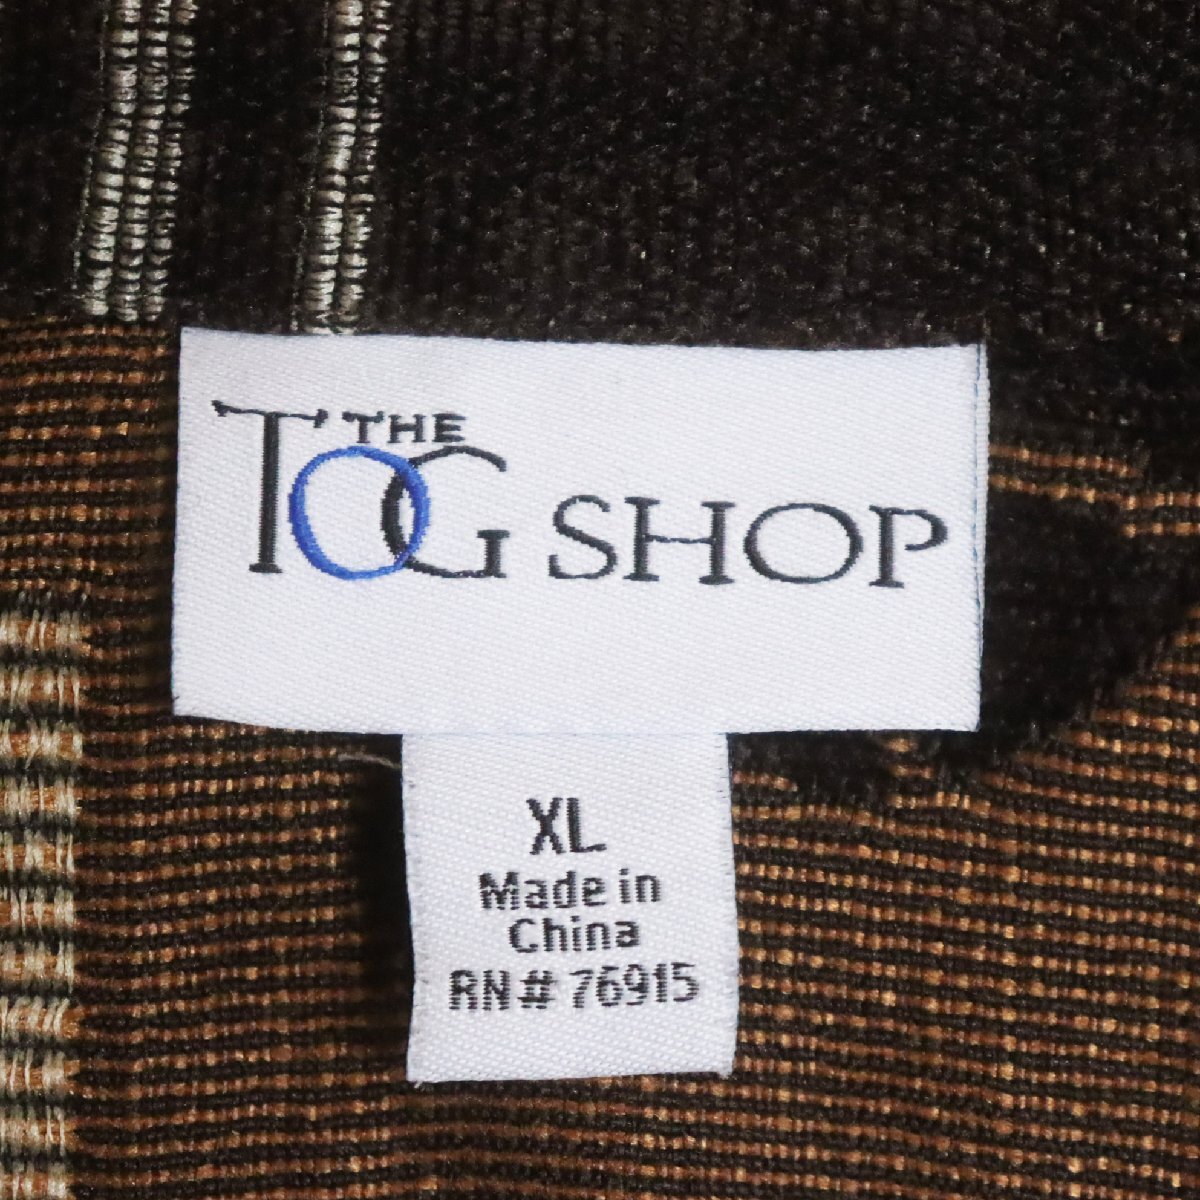 THE
TOG SHOP
XL
Made in
China
RN# 76915